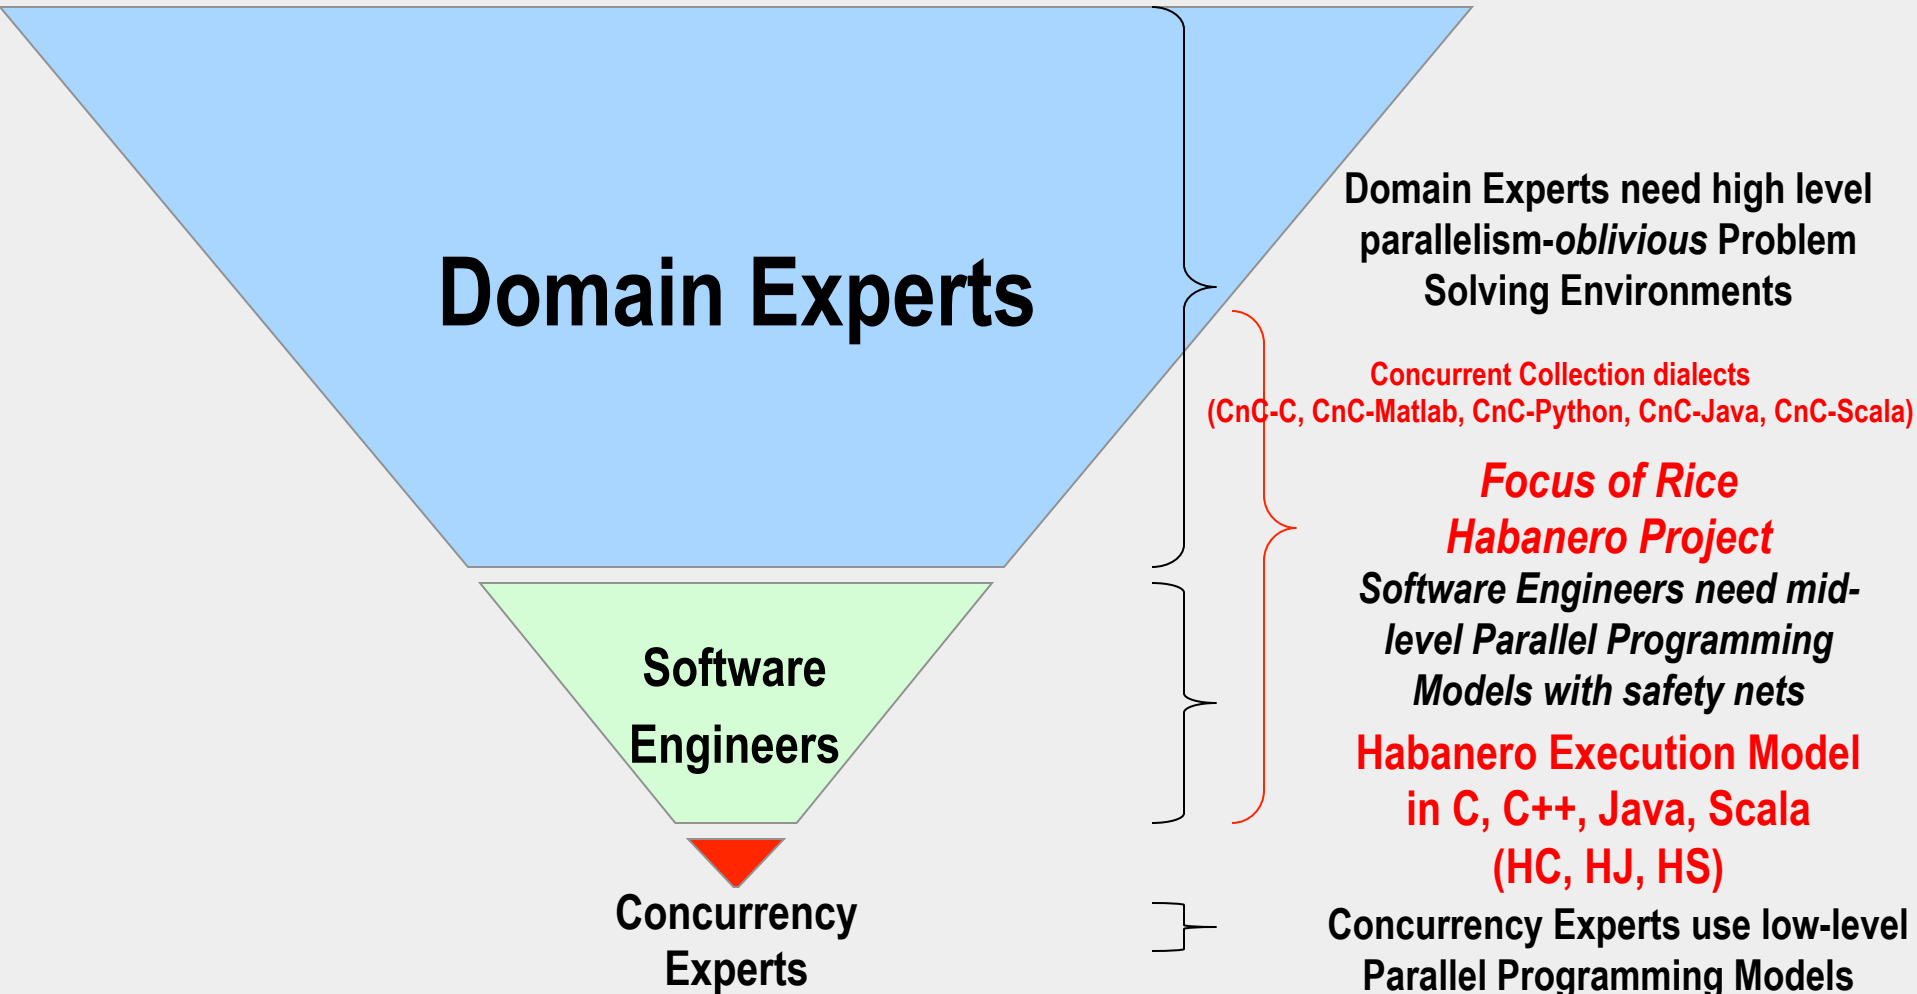 Domain Experts
Domain Experts need high level
parallelism-oblivious Problem
Solving Environments
Concurrent Collection dialects
(CnC-C, CnC-Matlab, CnC-Python, CnC-Java, CnC-Scala)
Focus of Rice
Habanero Project
Software
Engineers
Software Engineers need mid-
level Parallel Programming
Models with safety nets
Habanero Execution Model
in C, C++, Java, Scala
(HC, HJ, HS)
Concurrency
Experts
Concurrency Experts use low-level
Parallel Programming Models